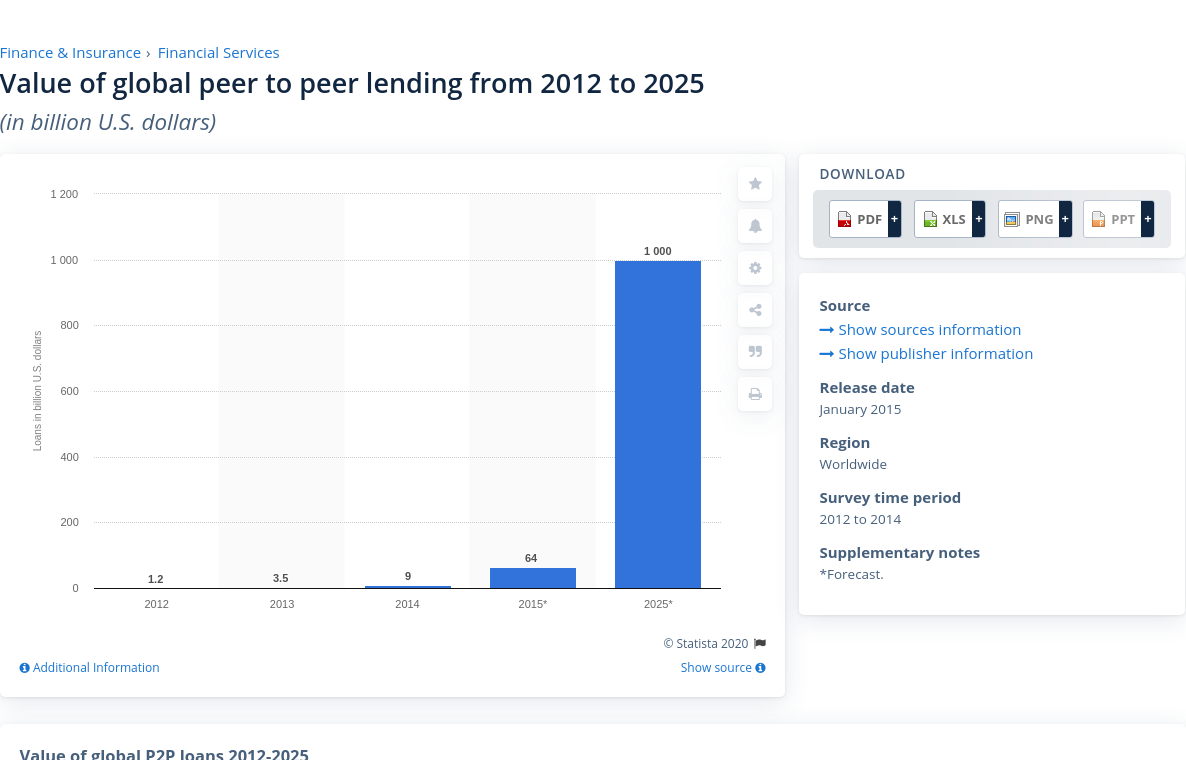 Finance & Insurance › Financial Services
Value of global peer to peer lending from 2012 to 2025
(in billion U.S. dollars)
Loans in billion U.S. dollars
1 200
1 000
800
600
400
200
0
1.2
3.5
9
64
1 000
2012
2013
2014
2015*
2025*
© Statista 2020
Additional Information
Show source
DOWNLOAD
PDF + XLS + PNG + PPT +
Source
Show sources information
Show publisher information
Release date
January 2015
Region
Worldwide
Survey time period
2012 to 2014
Supplementary notes
*Forecast.
Value of global P2P loans 2012-2025